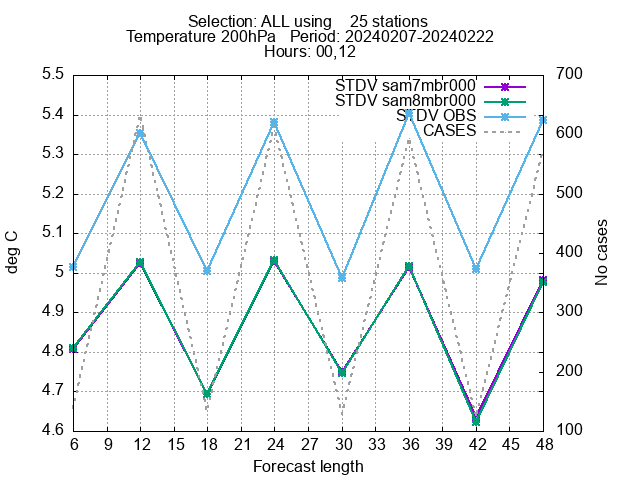 Selection: ALL using 25 stations
Temperature 200hPa Period: 20240207-20240222
Hours: 00,12
5.5 700
STDV sam7mbr000
STDV sam8mbr000
5.4 STDV OBS
CASES 600
5.3
5.2 500
5.1
deg C
5 400
No cases
4.9 300
4.8
4.7 200
4.6 100
6 9 12 15 18 21 24 27 30 33 36 39 42 45 48
Forecast length